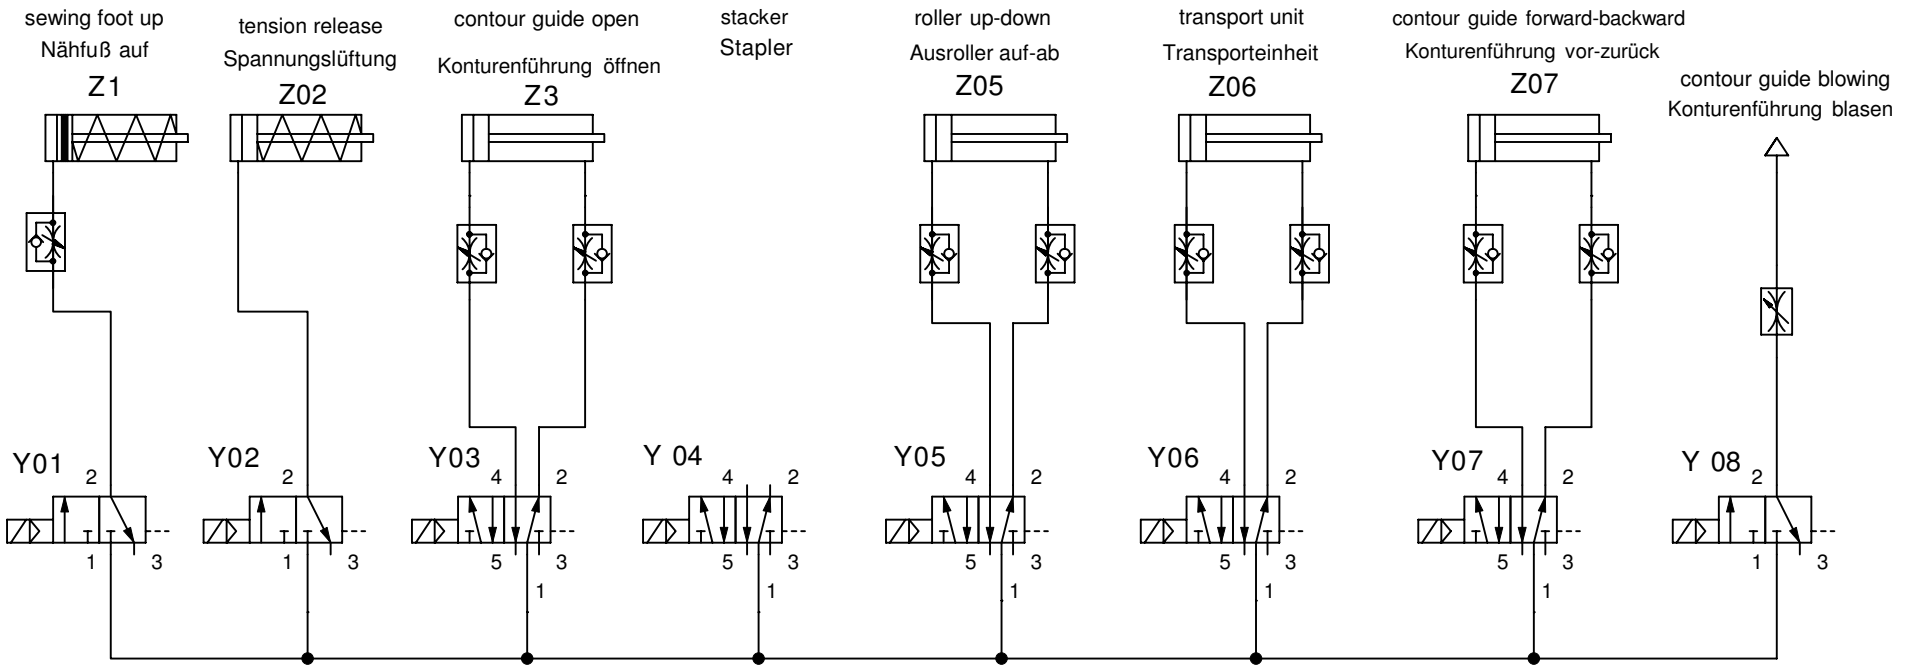 sewing foot up
Nähfuß auf
Z1
tension release
Spannungslüftung
Z02
contour guide open
Konturenführung öffnen
Z3
stacker
Stapler
roller up-down
Ausroller auf-ab
Z05
transport unit
Transporteinheit
Z06
contour guide forward-backward
Konturenführung vor-zurück
Z07
contour guide blowing
Konturenführung blasen
Y01
2
1
3
Y02
2
1
3
Y03
4
2
5
3
1
Y 04
4
2
5
3
1
Y05
4
2
5
3
1
Y06
4
2
5
3
1
Y07
4
2
5
3
1
Y 08
2
1
3